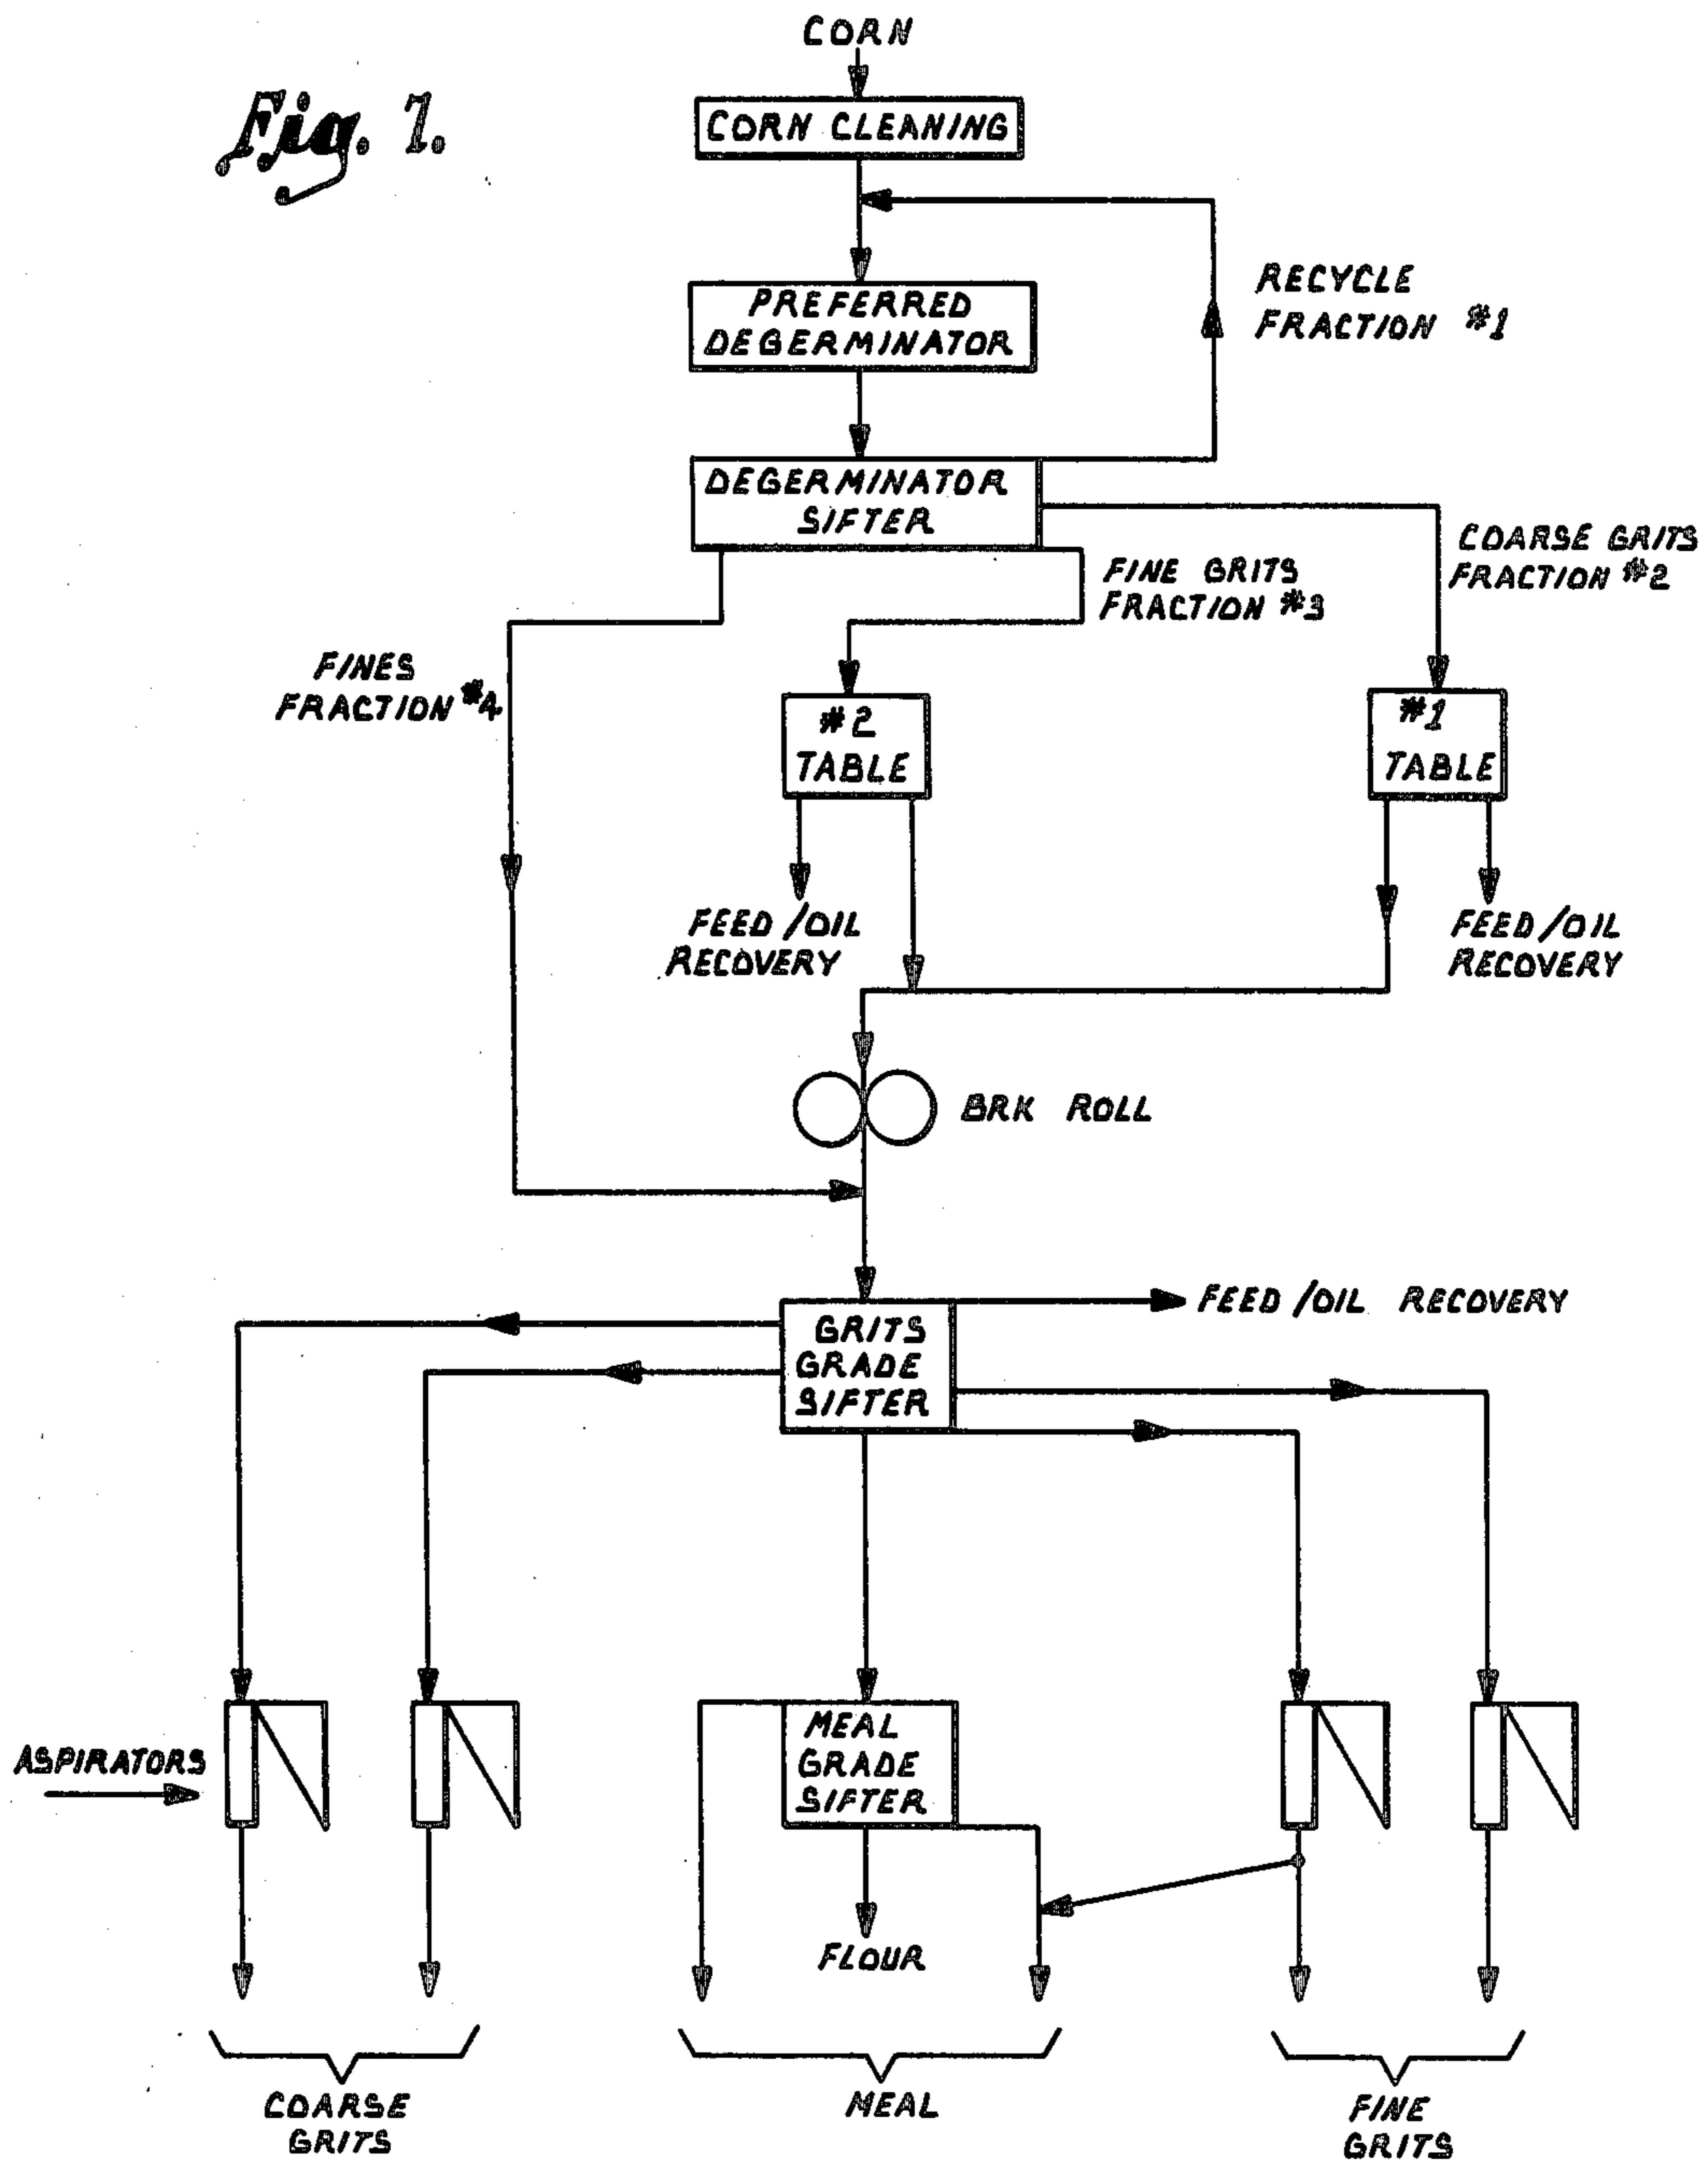 CORN
Fig. 7.
CORN CLEANING
RECYCLE
FRACTION #1
PREFERRED
DEGERMINATOR
DEGERMINATOR
SIFTER
COARSE GRITS
FRACTION #2
FINE GRITS
FRACTION #3
FINES
FRACTION #4
#2
TABLE
#1
TABLE
FEED/OIL
RECOVERY
FEED/OIL
RECOVERY
BRK ROLL
FEED/OIL RECOVERY
GRITS
GRADE
SIFTER
MEAL
GRADE
SIFTER
ASPIRATORS
FLOUR
COARSE
GRITS
MEAL
FINE
GRITS